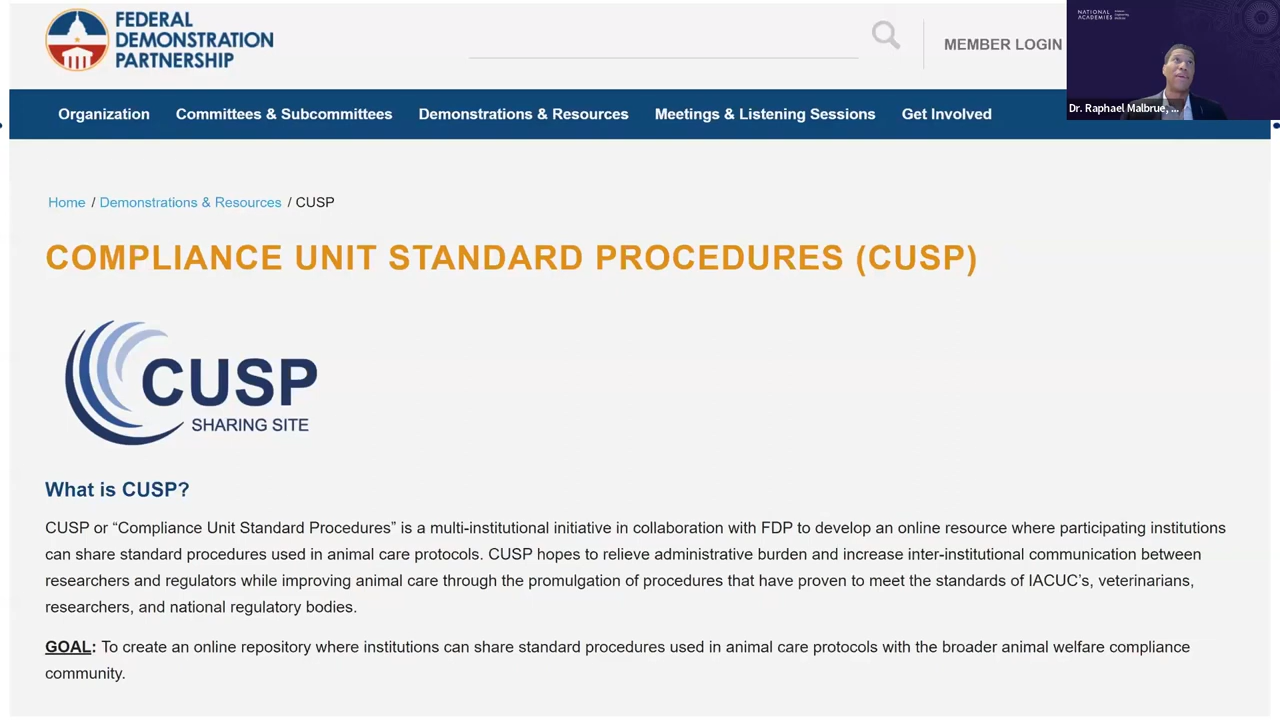 FEDERAL
DEMONSTRATION
PARTNERSHIP
MEMBER LOGIN
NATIONAL
ACADEMIES
Dr. Raphael Malbrue, ...
Organization Committees & Subcommittees Demonstrations & Resources Meetings & Listening Sessions Get Involved
Home / Demonstrations & Resources / CUSP
COMPLIANCE UNIT STANDARD PROCEDURES (CUSP)
CUSP
SHARING SITE
What is CUSP?
CUSP or “Compliance Unit Standard Procedures” is a multi-institutional initiative in collaboration with FDP to develop an online resource where participating institutions
can share standard procedures used in animal care protocols. CUSP hopes to relieve administrative burden and increase inter-institutional communication between
researchers and regulators while improving animal care through the promulgation of procedures that have proven to meet the standards of IACUC’s, veterinarians,
researchers, and national regulatory bodies.
GOAL: To create an online repository where institutions can share standard procedures used in animal care protocols with the broader animal welfare compliance
community.